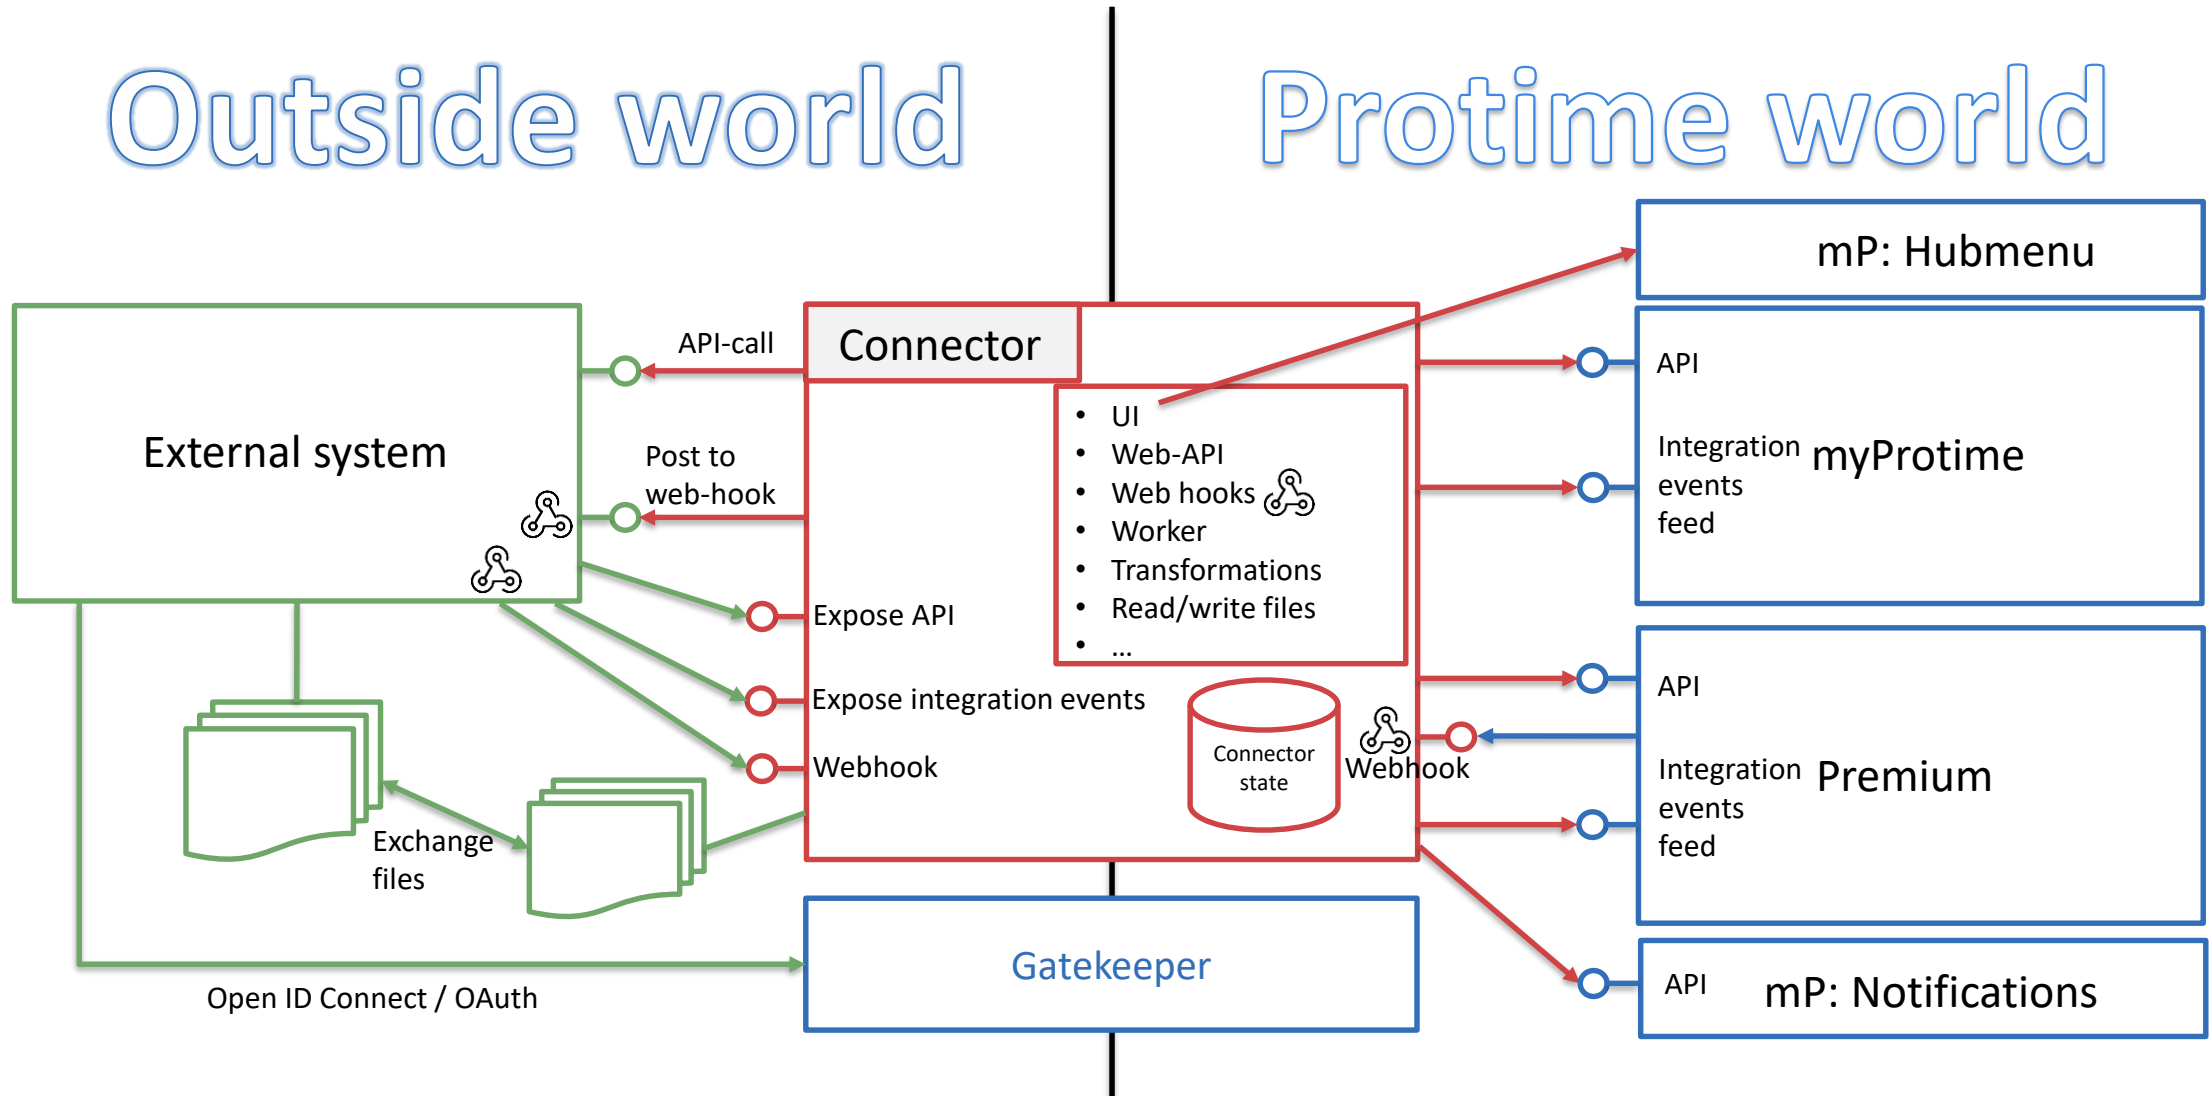 Outside world
Protime world
mP: Hubmenu
External system
API-call
Post to
web-hook
Connector
• UI
• Web-API
• Web hooks
• Worker
• Transformations
• Read/write files
• ...
Expose API
Expose integration events
Webhook
Connector
state
Webhook
API
Integration
events
feed
myProtime
API
Integration
events
feed
Premium
API
mP: Notifications
Exchange
files
Open ID Connect / OAuth
Gatekeeper